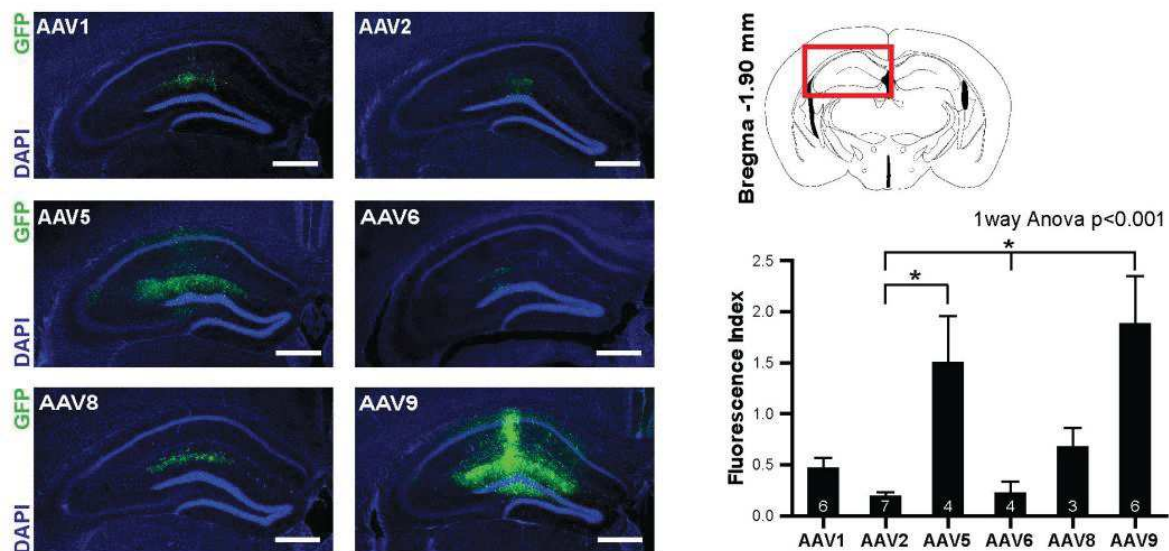 GFP
DAPI
AAV1
AAV2
GFP
DAPI
AAV5
AAV6
GFP
DAPI
AAV8
AAV9
Bregma -1.90 mm
1way Anova p<0.001
*
*
Fluorescence Index
2.5
2.0
1.5
1.0
0.5
0.0
6 7 4 4 3 6
AAV1 AAV2 AAV5 AAV6 AAV8 AAV9